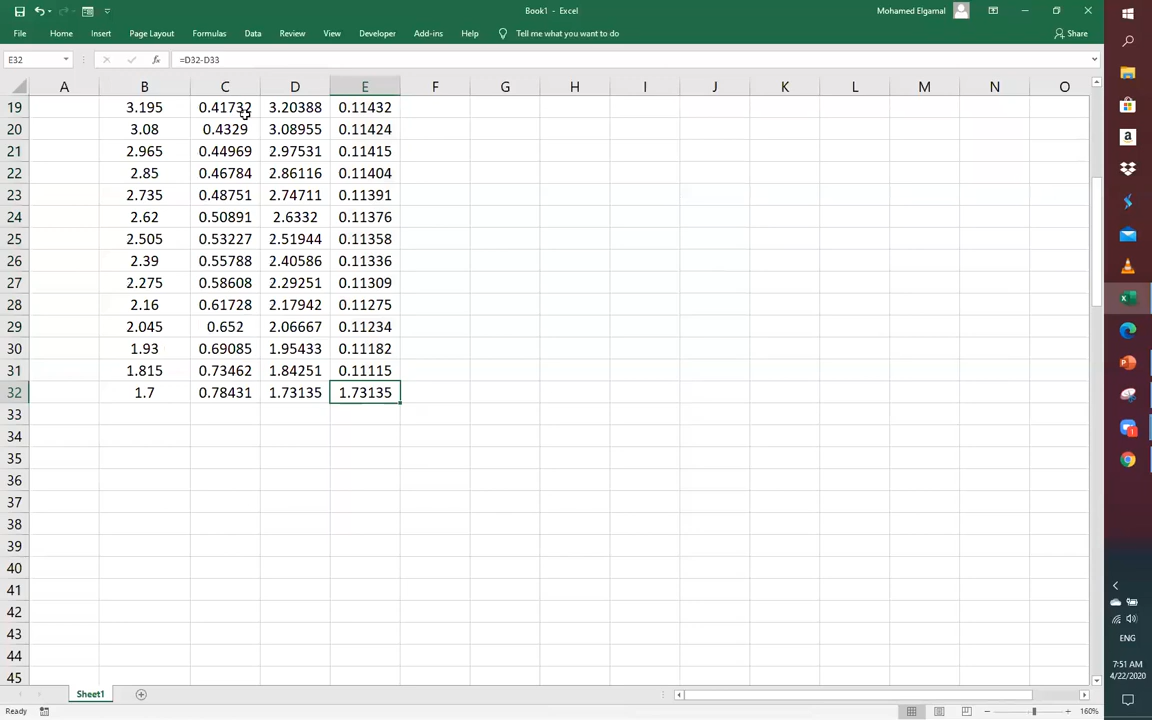 Book1 - Excel
Mohamed Elgamal
File Home Insert Page Layout Formulas Data Review View Developer Add-ins Help Tell me what you want to do Share
E32 fx =D32-D33
A B C D E F G H I J K L M N O
19 3.195 0.41732 3.20388 0.11432
20 3.08 0.4329 3.08955 0.11424
21 2.965 0.44969 2.97531 0.11415
22 2.85 0.46784 2.86116 0.11404
23 2.735 0.48751 2.74711 0.11391
24 2.62 0.50891 2.6332 0.11376
25 2.505 0.53227 2.51944 0.11358
26 2.39 0.55788 2.40586 0.11336
27 2.275 0.58608 2.29251 0.11309
28 2.16 0.61728 2.17942 0.11275
29 2.045 0.652 2.06667 0.11234
30 1.93 0.69085 1.95433 0.11182
31 1.815 0.73462 1.84251 0.11115
32 1.7 0.78431 1.73135 1.73135
33
34
35
36
37
38
39
40
41
42
43
44
45
Sheet1
Ready
160%
ENG
7:51 AM
4/22/2020